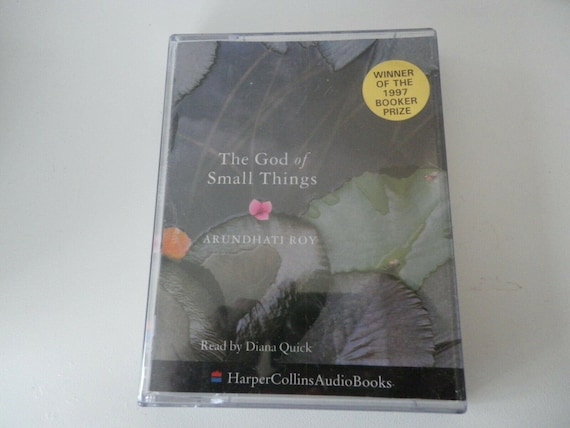 WINNER
OF THE
1997
BOOKER
PRIZE
The God of
Small Things
ARUNDHATI ROY
Read by Diana Quick
HarperCollinsAudioBooks